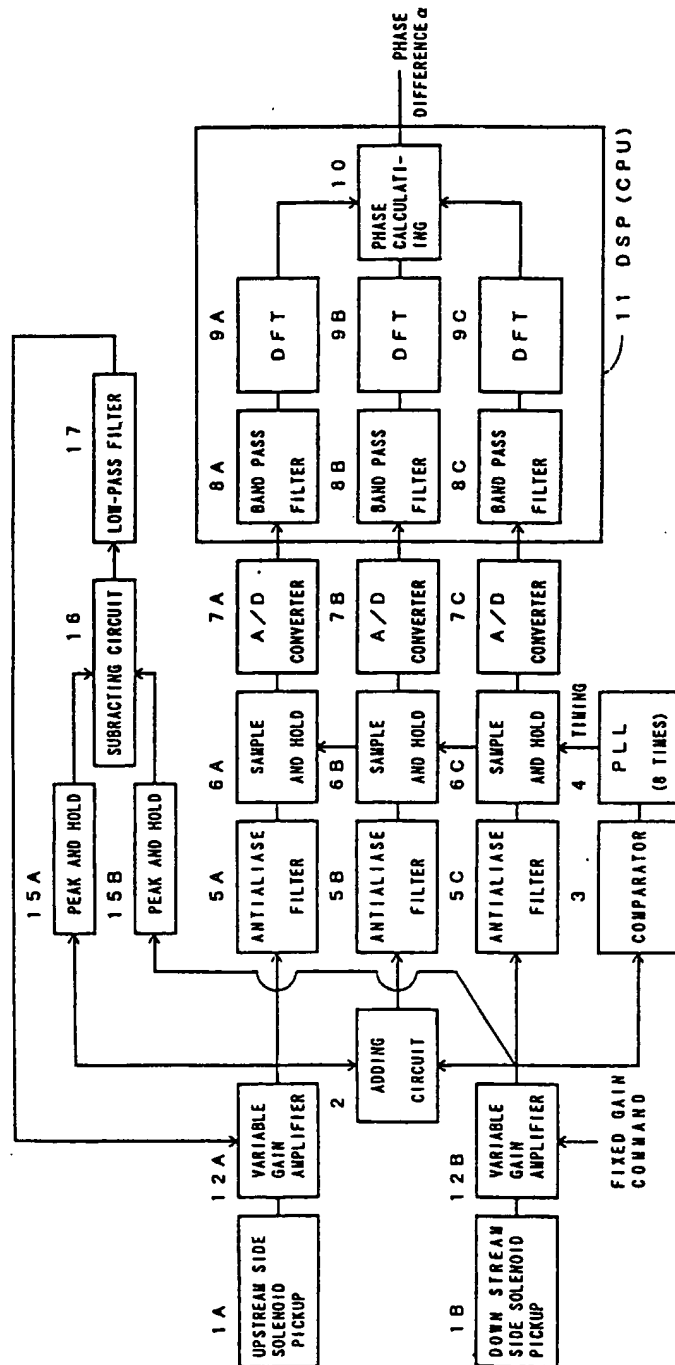 1A
UPSTREAM SIDE
SOLENOID
PICKUP
12A
VARIABLE
GAIN
AMPLIFIER
1B
DOWN STREAM
SIDE SOLENOID
PICKUP
12B
VARIABLE
GAIN
AMPLIFIER
FIXED GAIN
COMMAND
2
ADDING
CIRCUIT
15A
PEAK AND HOLD
15B
PEAK AND HOLD
16
SUBRACTING CIRCUIT
17
LOW-PASS FILTER
5A
ANTIALIASE
FILTER
6A
SAMPLE
AND HOLD
7A
A/D
CONVERTER
8A
BAND PASS
FILTER
9A
DFT
5B
ANTIALIASE
FILTER
6B
SAMPLE
AND HOLD
7B
A/D
CONVERTER
8B
BAND PASS
FILTER
9B
DFT
10
PHASE
CALCULATI-
ING
PHASE
DIFFERENCE α
5C
ANTIALIASE
FILTER
6C
SAMPLE
AND HOLD
7C
A/D
CONVERTER
8C
BAND PASS
FILTER
9C
DFT
3
COMPARATOR
4
TIMING
PLL
(8 TIMES)
11 DSP (CPU)